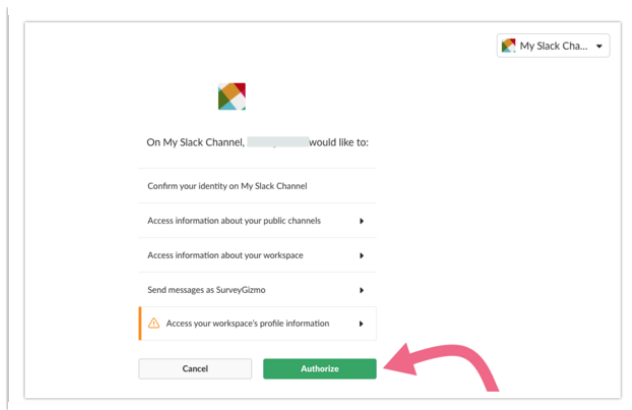 My Slack Cha...
On My Slack Channel, would like to:
Confirm your identity on My Slack Channel
Access information about your public channels
Access information about your workspace
Send messages as SurveyGizmo
Access your workspace's profile information
Cancel Authorize